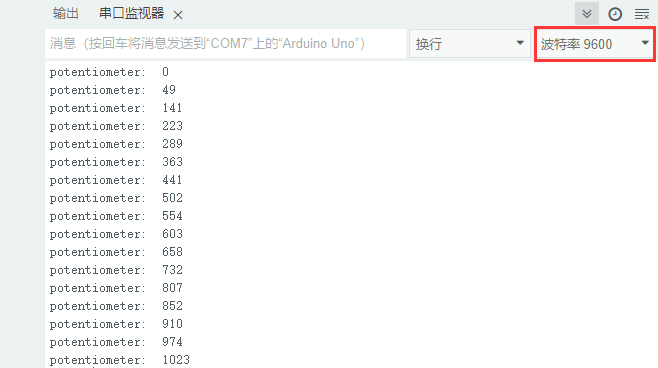 输出 串口监视器
消息（按回车将消息发送到“COM7”上的“Arduino Uno”） 换行 波特率 9600
potentiometer: 0
potentiometer: 49
potentiometer: 141
potentiometer: 223
potentiometer: 289
potentiometer: 363
potentiometer: 441
potentiometer: 502
potentiometer: 554
potentiometer: 603
potentiometer: 658
potentiometer: 732
potentiometer: 807
potentiometer: 852
potentiometer: 910
potentiometer: 974
potentiometer: 1023